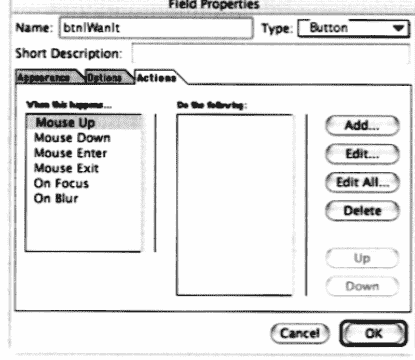 Field Properties
Name: btnIWantIt Type: Button
Short Description:
Appearance Options Actions
When this happens... Do the following:
Mouse Up
Mouse Down
Mouse Enter
Mouse Exit
On Focus
On Blur
Add...
Edit...
Edit All...
Delete
Up
Down
Cancel OK